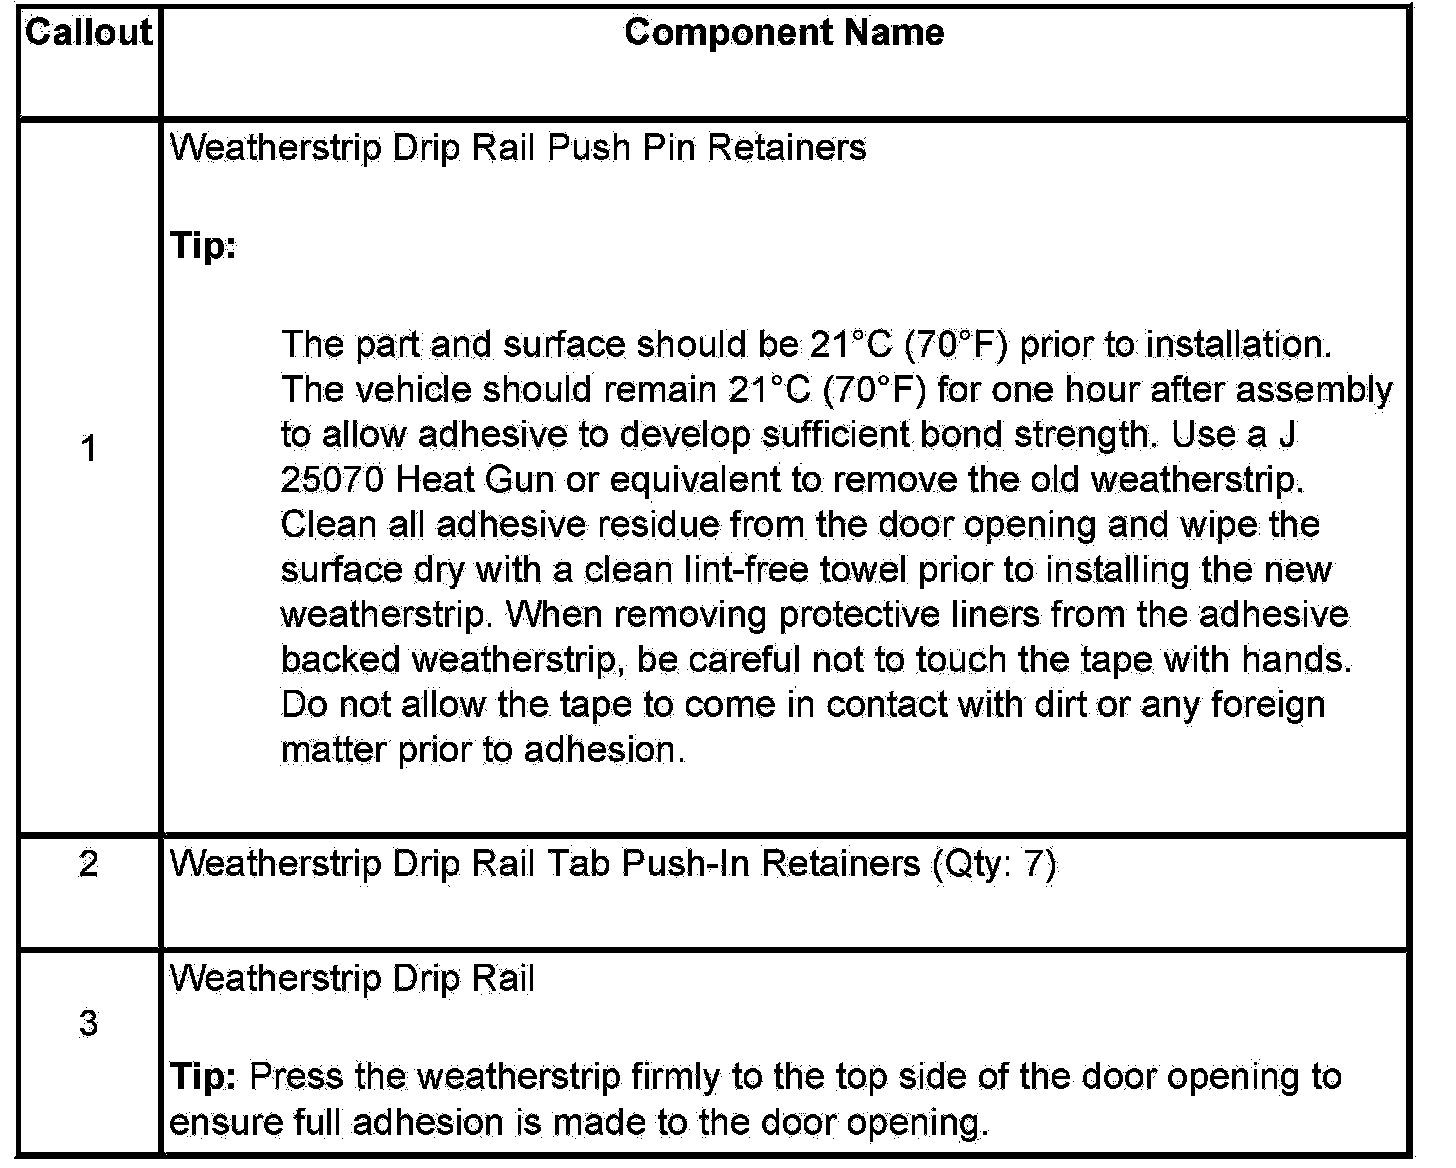 Callout
Component Name
Weatherstrip Drip Rail Push Pin Retainers
Tip:
1
The part and surface should be 21°C (70°F) prior to installation.
The vehicle should remain 21°C (70°F) for one hour after assembly
to allow adhesive to develop sufficient bond strength. Use a J
25070 Heat Gun or equivalent to remove the old weatherstrip.
Clean all adhesive residue from the door opening and wipe the
surface dry with a clean lint-free towel prior to installing the new
weatherstrip. When removing protective liners from the adhesive
backed weatherstrip, be careful not to touch the tape with hands.
Do not allow the tape to come in contact with dirt or any foreign
matter prior to adhesion.
2
Weatherstrip Drip Rail Tab Push-In Retainers (Qty: 7)
3
Weatherstrip Drip Rail
Tip: Press the weatherstrip firmly to the top side of the door opening to
ensure full adhesion is made to the door opening.